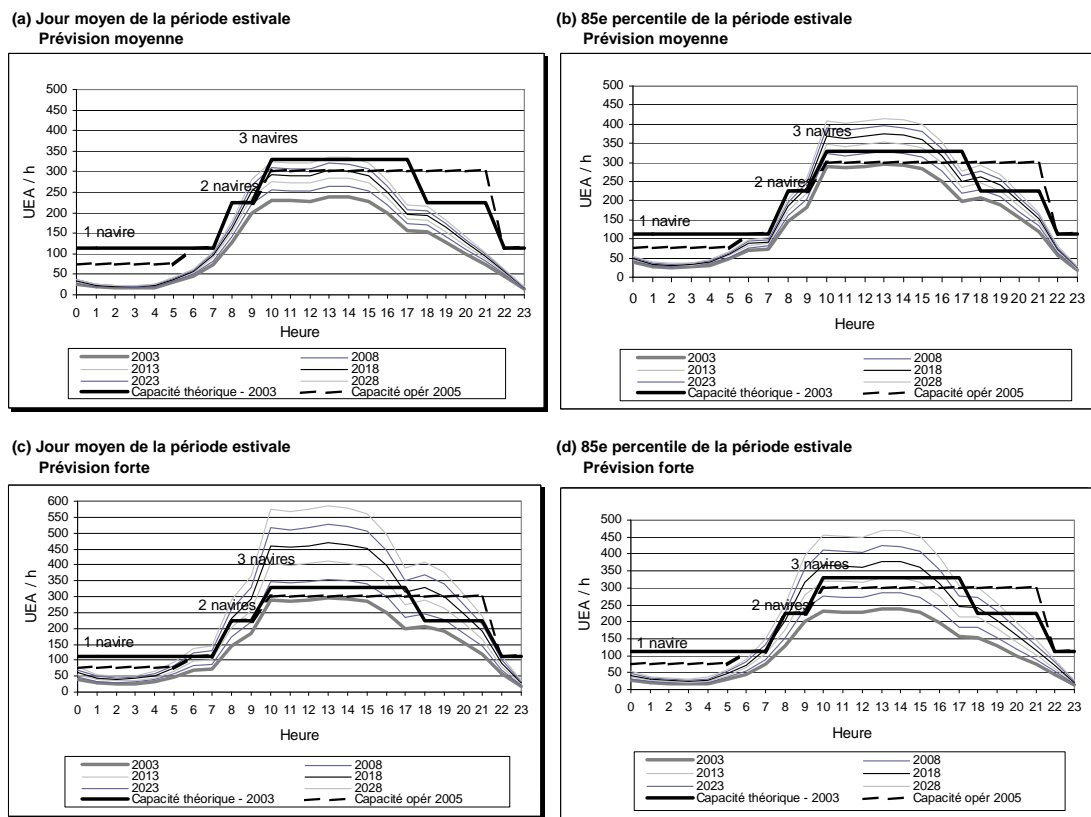 (a) Jour moyen de la période estivale
Prévision moyenne
500
450
400
350
300
250
200
150
100
50
0
UEA / h
3 navires
2 navires
1 navire
0 1 2 3 4 5 6 7 8 9 10 11 12 13 14 15 16 17 18 19 20 21 22 23
Heure
2003 2008
2013 2018
2023 2028
Capacité théorique - 2003 Capacité opér 2005
(b) 85e percentile de la période estivale
Prévision moyenne
500
450
400
350
300
250
200
150
100
50
0
UEA / h
3 navires
2 navires
1 navire
0 1 2 3 4 5 6 7 8 9 10 11 12 13 14 15 16 17 18 19 20 21 22 23
Heure
2003 2008
2013 2018
2023 2028
Capacité théorique - 2003 Capacité opér 2005
(c) Jour moyen de la période estivale
Prévision forte
600
550
500
450
400
350
300
250
200
150
100
50
0
UEA / h
3 navires
2 navires
1 navire
0 1 2 3 4 5 6 7 8 9 10 11 12 13 14 15 16 17 18 19 20 21 22 23
Heure
2003 2008
2013 2018
2023 2028
Capacité théorique - 2003 Capacité opér 2005
(d) 85e percentile de la période estivale
Prévision forte
500
450
400
350
300
250
200
150
100
50
0
UEA / h
3 navires
2 navires
1 navire
0 1 2 3 4 5 6 7 8 9 10 11 12 13 14 15 16 17 18 19 20 21 22 23
Heure
2003 2008
2013 2018
2023 2028
Capacité théorique - 2003 Capacité opér 2005